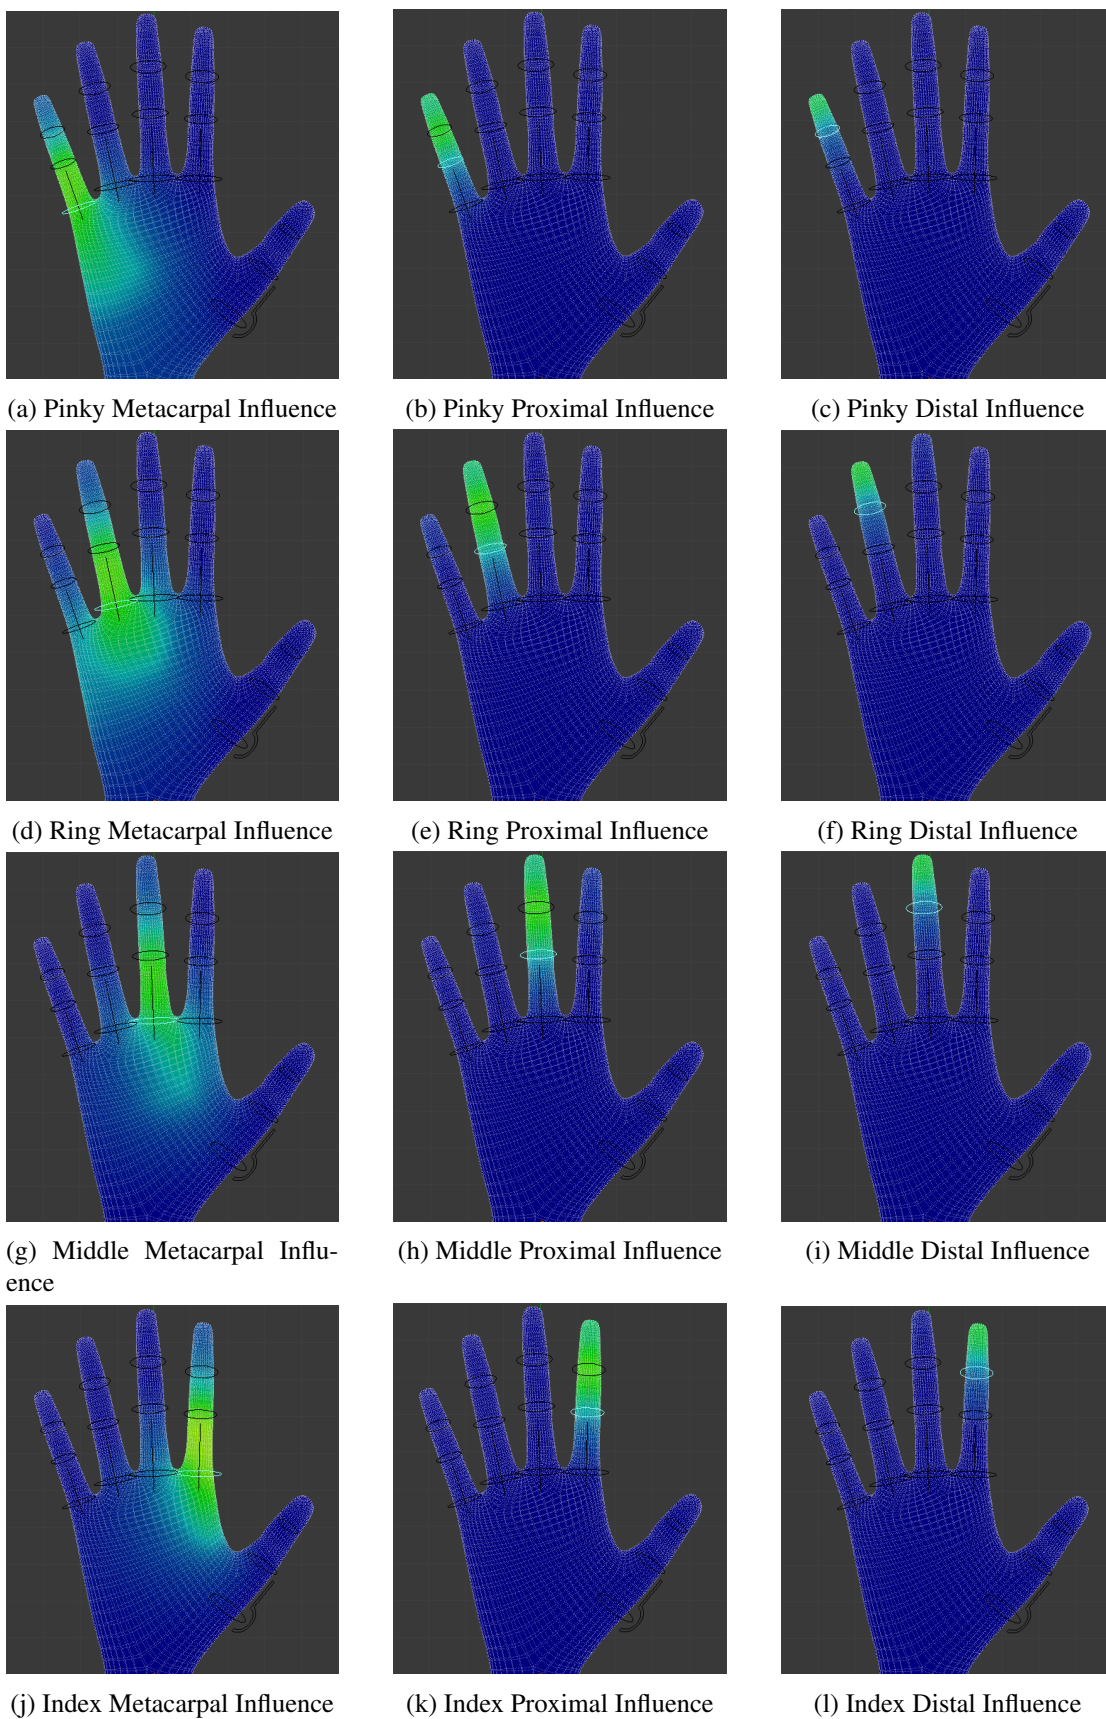 (a) Pinky Metacarpal Influence
(b) Pinky Proximal Influence
(c) Pinky Distal Influence
(d) Ring Metacarpal Influence
(e) Ring Proximal Influence
(f) Ring Distal Influence
(g) Middle Metacarpal Influ-
ence
(h) Middle Proximal Influence
(i) Middle Distal Influence
(j) Index Metacarpal Influence
(k) Index Proximal Influence
(l) Index Distal Influence